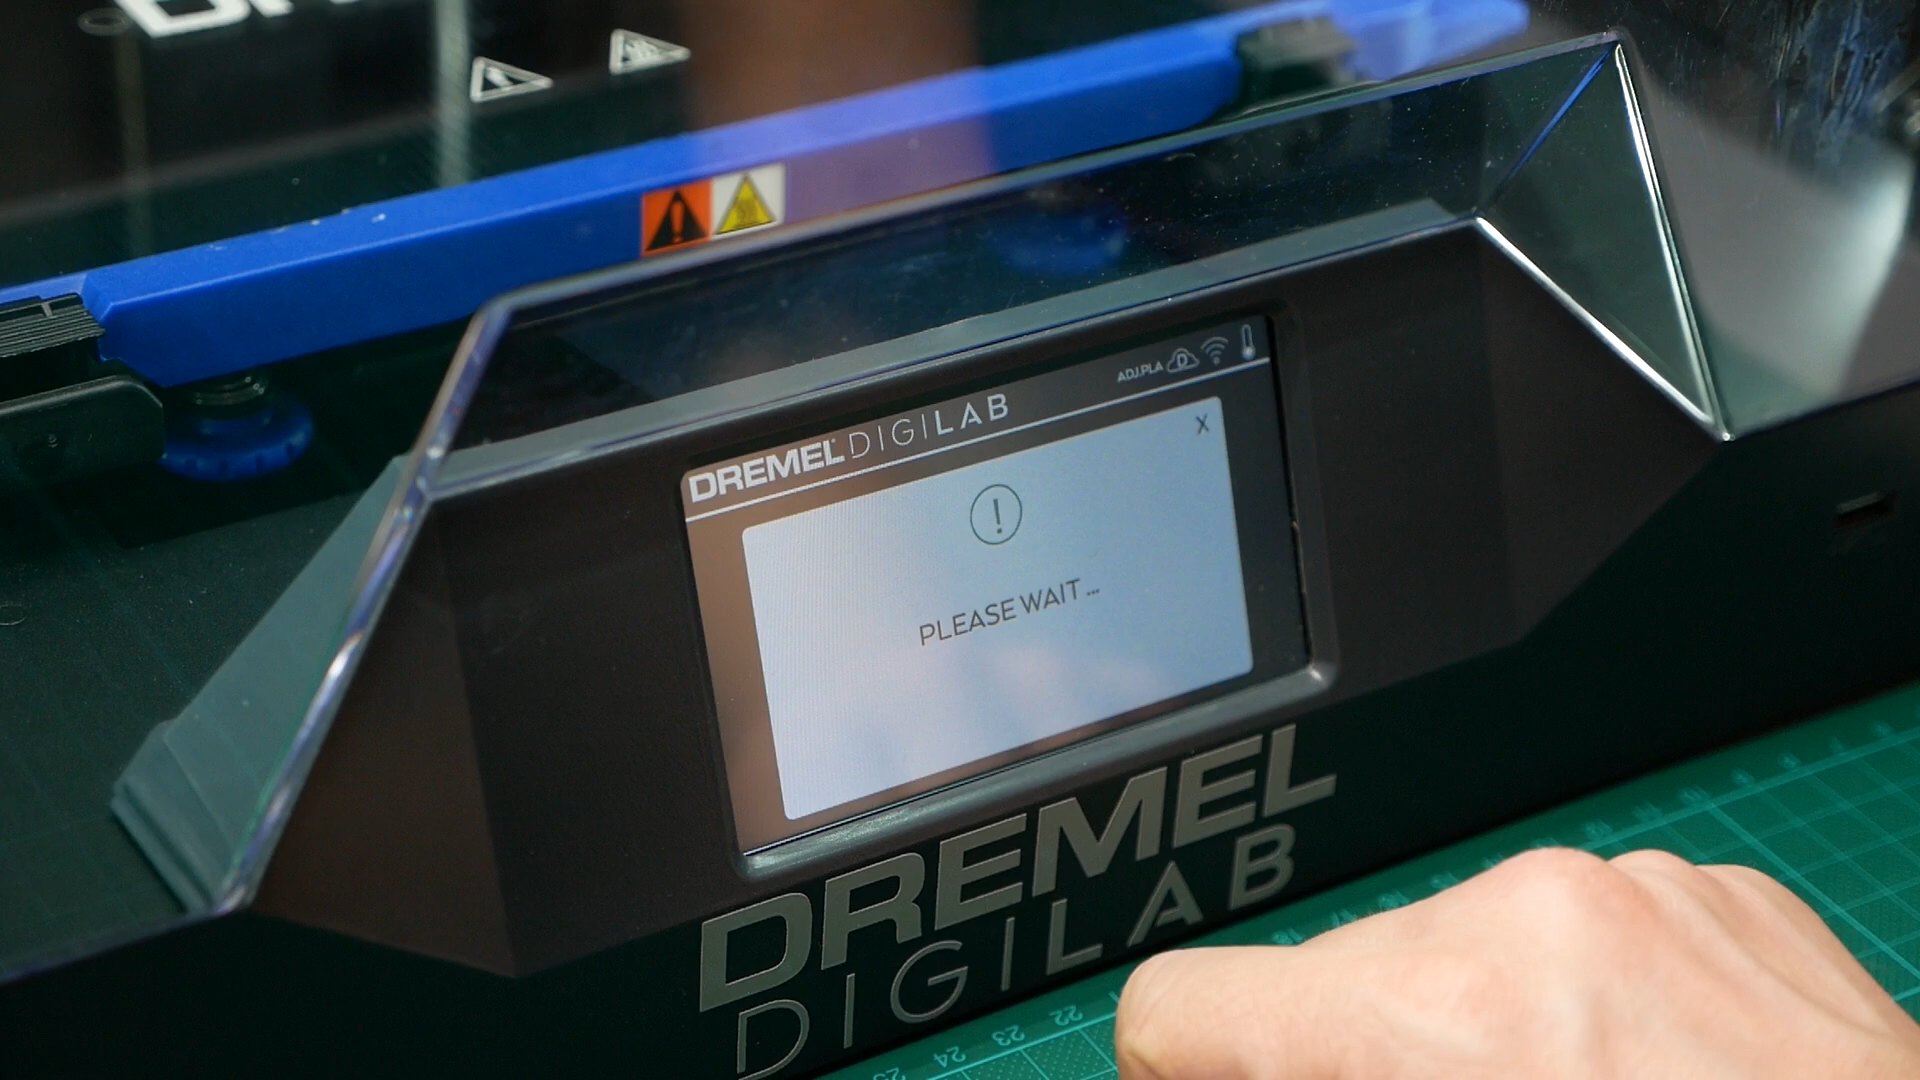 DREMEL DIGILAB
ADJ.PLA
D
X
!
PLEASE WAIT ...
DREMEL
DIGILAB
22
23
24